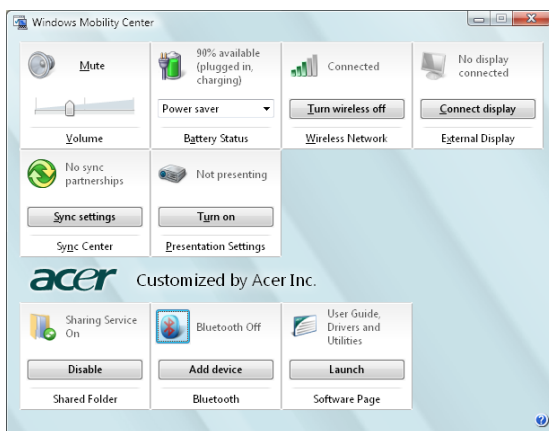 Windows Mobility Center
Mute
Volume
90% available
(plugged in,
charging)
Power saver
Battery Status
Connected
Turn wireless off
Wireless Network
No display
connected
Connect display
External Display
No sync
partnerships
Sync settings
Sync Center
Not presenting
Turn on
Presentation Settings
acer Customized by Acer Inc.
Sharing Service
On
Disable
Shared Folder
Bluetooth Off
Add device
Bluetooth
User Guide,
Drivers and
Utilities
Launch
Software Page